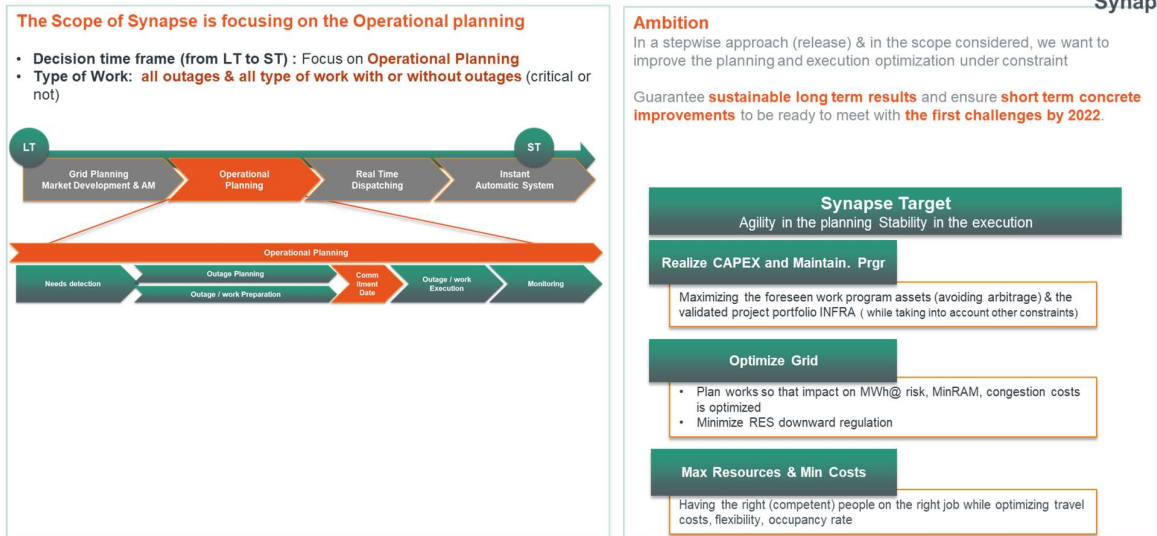 Synap
The Scope of Synapse is focusing on the Operational planning
• Decision time frame (from LT to ST) : Focus on Operational Planning
• Type of Work: all outages & all type of work with or without outages (critical or
not)
LT
ST
Grid Planning
Market Development & AM
Operational
Planning
Real Time
Dispatching
Instant
Automatic System
Operational Planning
Needs detection
Outage Planning
Outage / work Preparation
Comm
itment
Date
Outage / work
Execution
Monitoring
Ambition
In a stepwise approach (release) & in the scope considered, we want to
improve the planning and execution optimization under constraint
Guarantee sustainable long term results and ensure short term concrete
improvements to be ready to meet with the first challenges by 2022.
Synapse Target
Agility in the planning Stability in the execution
Realize CAPEX and Maintain. Prgr
Maximizing the foreseen work program assets (avoiding arbitrage) & the
validated project portfolio INFRA ( while taking into account other constraints)
Optimize Grid
• Plan works so that impact on MWh@ risk, MinRAM, congestion costs
is optimized
• Minimize RES downward regulation
Max Resources & Min Costs
Having the right (competent) people on the right job while optimizing travel
costs, flexibility, occupancy rate